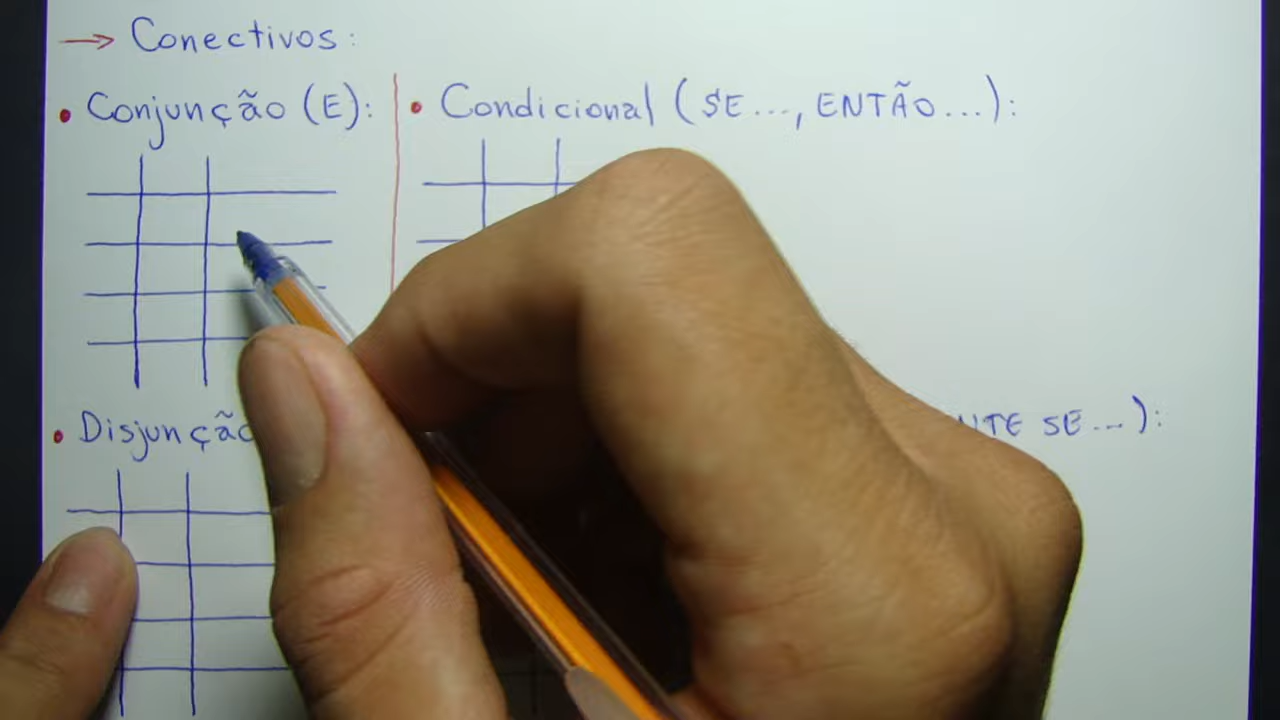 → Conectivos:
• Conjunção (E):
• Condicional (SE ..., ENTÃO ...):
• Disjunção
SE ... ):